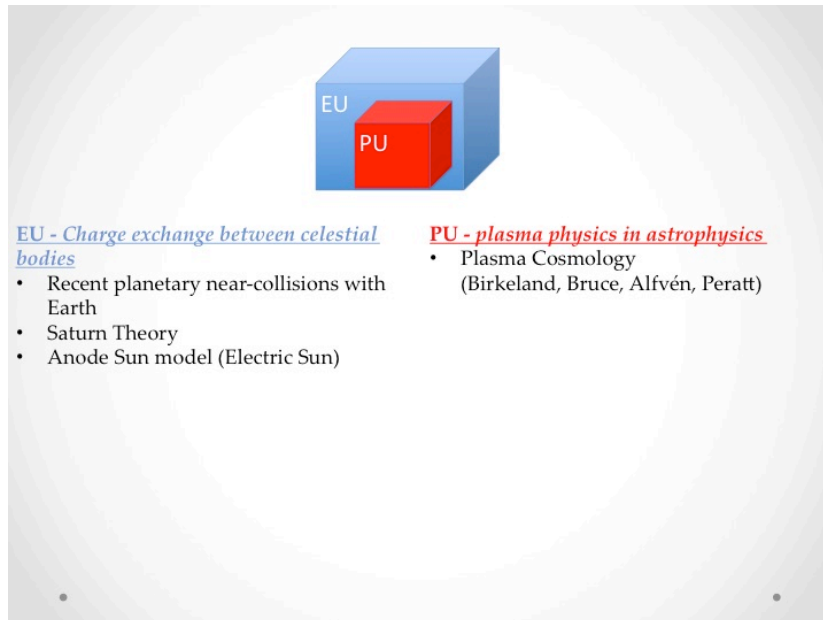 EU
PU
EU - Charge exchange between celestial
bodies
• Recent planetary near-collisions with
Earth
• Saturn Theory
• Anode Sun model (Electric Sun)
PU - plasma physics in astrophysics
• Plasma Cosmology
(Birkeland, Bruce, Alfvén, Peratt)